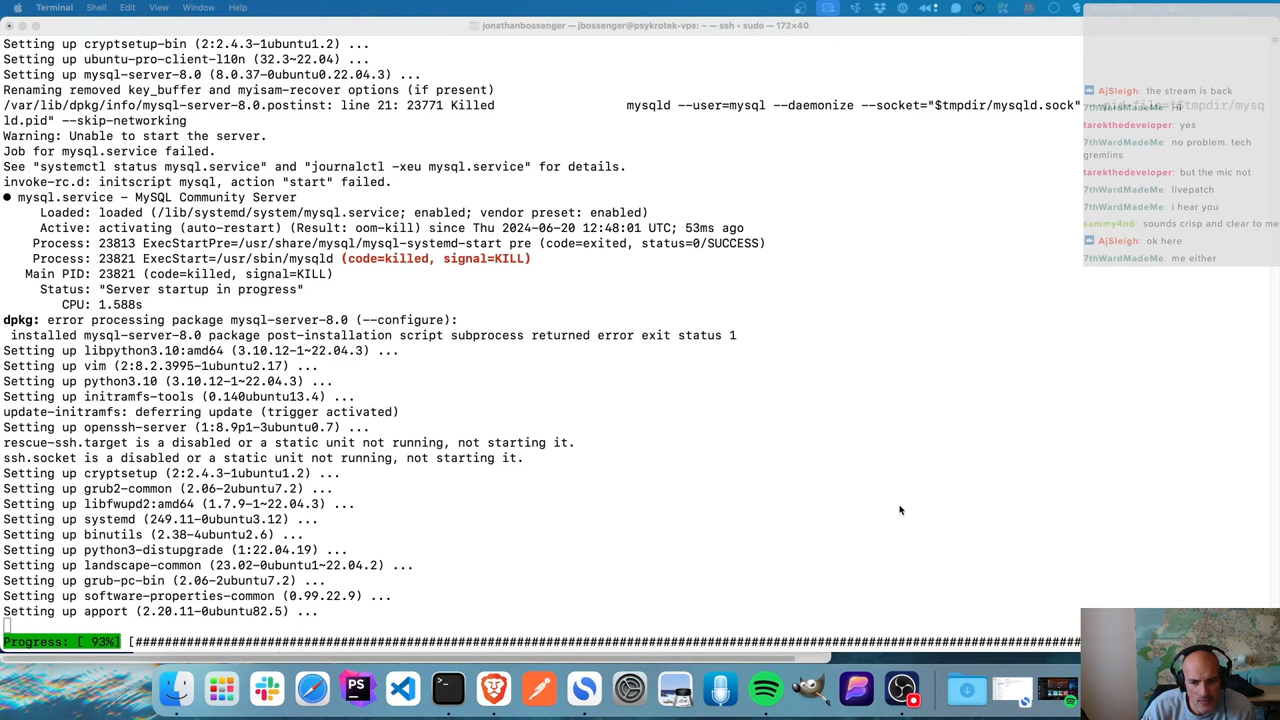 Terminal Shell Edit View Window Help
jonathanbossenger — jbossenger@psykrotek-vps: ~ — ssh • sudo — 172×40
Setting up cryptsetup-bin (2:2.4.3-1ubuntu1.2) ...
Setting up ubuntu-pro-client-l10n (32.3~22.04) ...
Setting up mysql-server-8.0 (8.0.37-0ubuntu0.22.04.3) ...
Renaming removed key_buffer and myisam-recover options (if present)
/var/lib/dpkg/info/mysql-server-8.0.postinst: line 21: 23771 Killed                  mysqld --user=mysql --daemonize --socket="$tmpdir/mysqld.sock" --pid-file="$tmpdir/mysq
ld.pid" --skip-networking
Warning: Unable to start the server.
Job for mysql.service failed.
See "systemctl status mysql.service" and "journalctl -xeu mysql.service" for details.
invoke-rc.d: initscript mysql, action "start" failed.
● mysql.service - MySQL Community Server
Loaded: loaded (/lib/systemd/system/mysql.service; enabled; vendor preset: enabled)
Active: activating (auto-restart) (Result: oom-kill) since Thu 2024-06-20 12:48:01 UTC; 53ms ago
Process: 23813 ExecStartPre=/usr/share/mysql/mysql-systemd-start pre (code=exited, status=0/SUCCESS)
Process: 23821 ExecStart=/usr/sbin/mysqld (code=killed, signal=KILL)
Main PID: 23821 (code=killed, signal=KILL)
Status: "Server startup in progress"
CPU: 1.588s
dpkg: error processing package mysql-server-8.0 (--configure):
installed mysql-server-8.0 package post-installation script subprocess returned error exit status 1
Setting up libpython3.10:amd64 (3.10.12-1~22.04.3) ...
Setting up vim (2:8.2.3995-1ubuntu2.17) ...
Setting up python3.10 (3.10.12-1~22.04.3) ...
Setting up initramfs-tools (0.140ubuntu13.4) ...
update-initramfs: deferring update (trigger activated)
Setting up openssh-server (1:8.9p1-3ubuntu0.7) ...
rescue-ssh.target is a disabled or a static unit not running, not starting it.
ssh.socket is a disabled or a static unit not running, not starting it.
Setting up cryptsetup (2:2.4.3-1ubuntu1.2) ...
Setting up grub2-common (2.06-2ubuntu7.2) ...
Setting up libfwupd2:amd64 (1.7.9-1~22.04.3) ...
Setting up systemd (249.11-0ubuntu3.12) ...
Setting up binutils (2.38-4ubuntu2.6) ...
Setting up python3-distupgrade (1:22.04.19) ...
Setting up landscape-common (23.02-0ubuntu1~22.04.2) ...
Setting up grub-pc-bin (2.06-2ubuntu7.2) ...
Setting up software-properties-common (0.99.22.9) ...
Setting up apport (2.20.11-0ubuntu82.5) ...
Progress: [ 93%] [#########################################################################################################
AjSleigh: the stream is back
7thWardMadeMe: Hi
tarekthedeveloper: yes
7thWardMadeMe: no problem. tech
gremlins
tarekthedeveloper: but the mic not
7thWardMadeMe: livepatch
7thWardMadeMe: i hear you
sammy4n6: sounds crisp and clear to me
AjSleigh: ok here
7thWardMadeMe: me either
PS